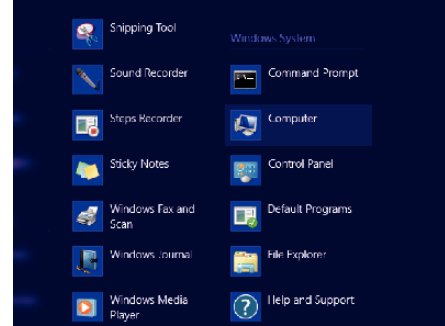 Snipping Tool
Sound Recorder
Steps Recorder
Sticky Notes
Windows Fax and
Scan
Windows Journal
Windows Media
Player
Windows System
Command Prompt
Computer
Control Panel
Default Programs
File Explorer
Help and Support